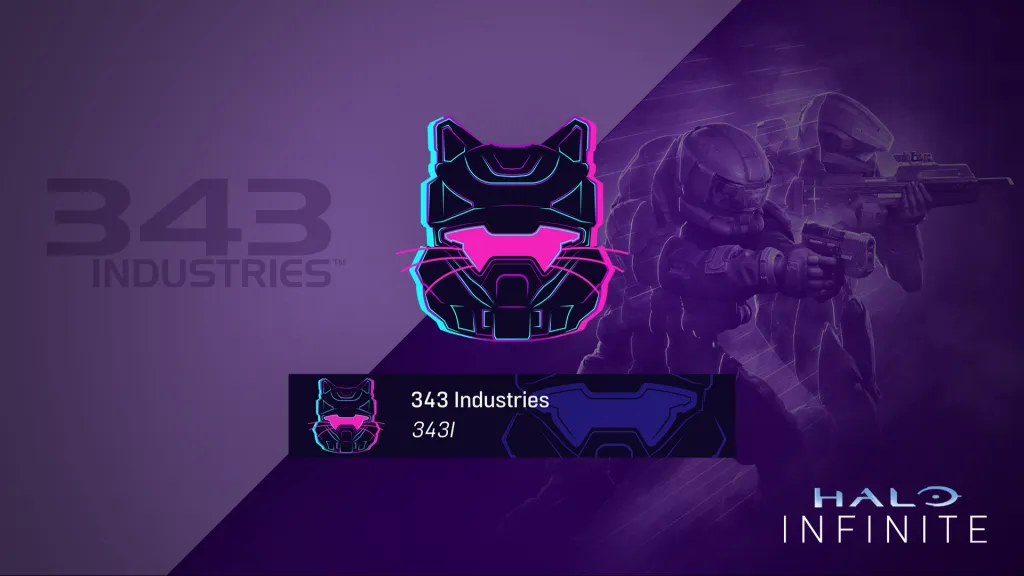 343
INDUSTRIES™
343 Industries
343I
HALO
INFINITE